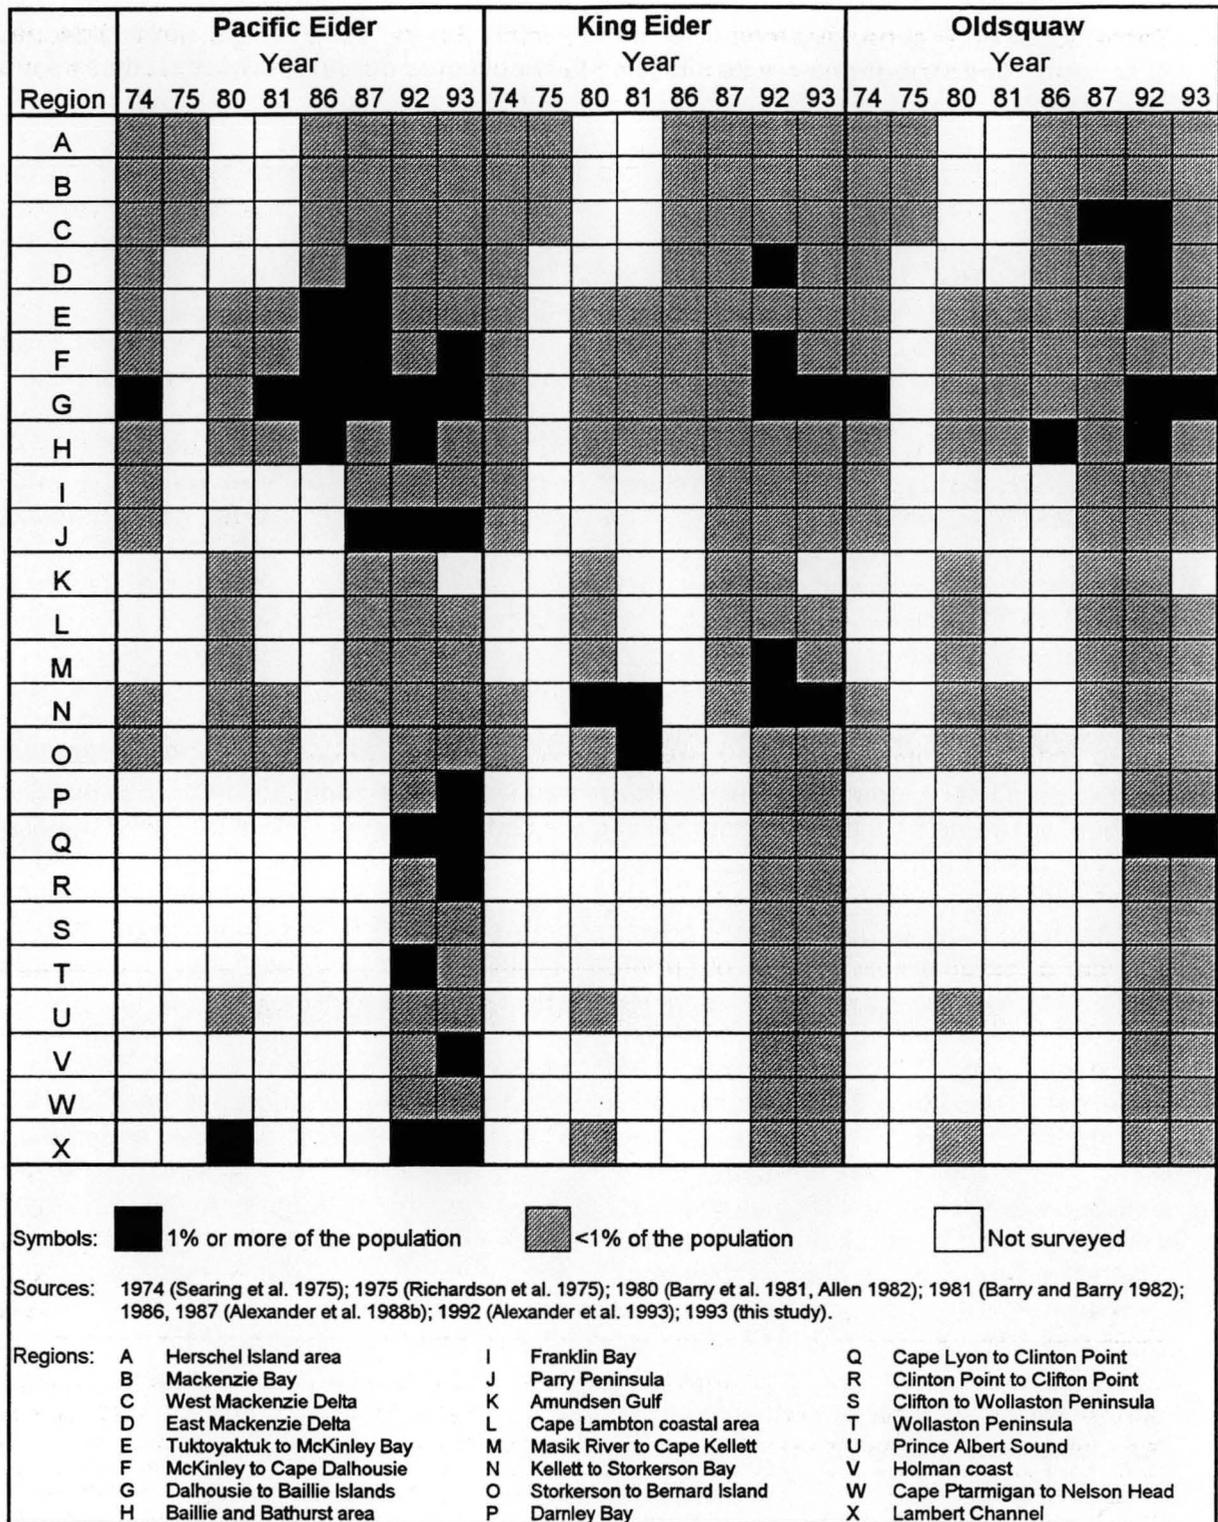 Pacific Eider King Eider Oldsquaw
Year Year Year
Region 74 75 80 81 86 87 92 93 74 75 80 81 86 87 92 93 74 75 80 81 86 87 92 93
A
B
C
D
E
F
G
H
I
J
K
L
M
N
O
P
Q
R
S
T
U
V
W
X
Symbols: 1% or more of the population <1% of the population Not surveyed
Sources: 1974 (Searing et al. 1975); 1975 (Richardson et al. 1975); 1980 (Barry et al. 1981, Allen 1982); 1981 (Barry and Barry 1982);
1986, 1987 (Alexander et al. 1988b); 1992 (Alexander et al. 1993); 1993 (this study).
Regions: A Herschel Island area I Franklin Bay Q Cape Lyon to Clinton Point
B Mackenzie Bay J Parry Peninsula R Clinton Point to Clifton Point
C West Mackenzie Delta K Amundsen Gulf S Clifton to Wollaston Peninsula
D East Mackenzie Delta L Cape Lambton coastal area T Wollaston Peninsula
E Tuktoyaktuk to McKinley Bay M Masik River to Cape Kellett U Prince Albert Sound
F McKinley to Cape Dalhousie N Kellett to Storkerson Bay V Holman coast
G Dalhousie to Baillie Islands O Storkerson to Bernard Island W Cape Ptarmigan to Nelson Head
H Baillie and Bathurst area P Darnley Bay X Lambert Channel